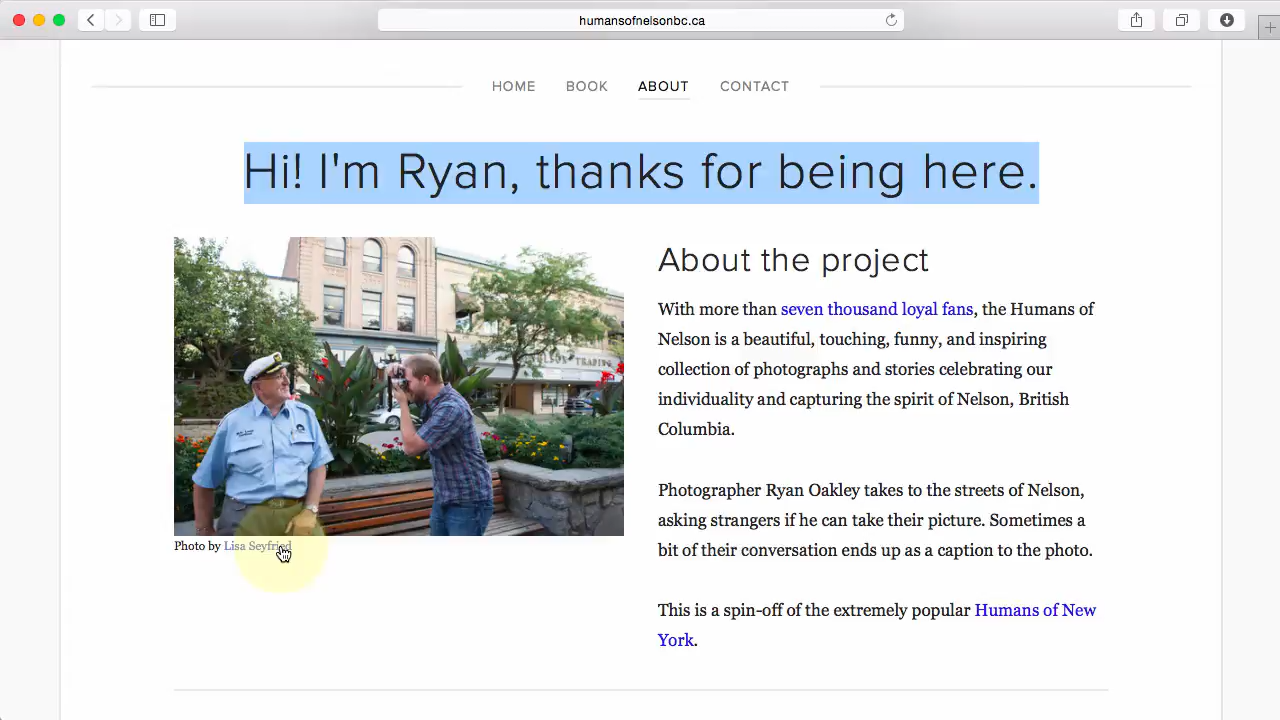 humansofnelsonbc.ca
HOME BOOK ABOUT CONTACT
Hi! I'm Ryan, thanks for being here.
NELSON TRADING
Photo by Lisa Seyfried
About the project
With more than seven thousand loyal fans, the Humans of
Nelson is a beautiful, touching, funny, and inspiring
collection of photographs and stories celebrating our
individuality and capturing the spirit of Nelson, British
Columbia.
Photographer Ryan Oakley takes to the streets of Nelson,
asking strangers if he can take their picture. Sometimes a
bit of their conversation ends up as a caption to the photo.
This is a spin-off of the extremely popular Humans of New
York.